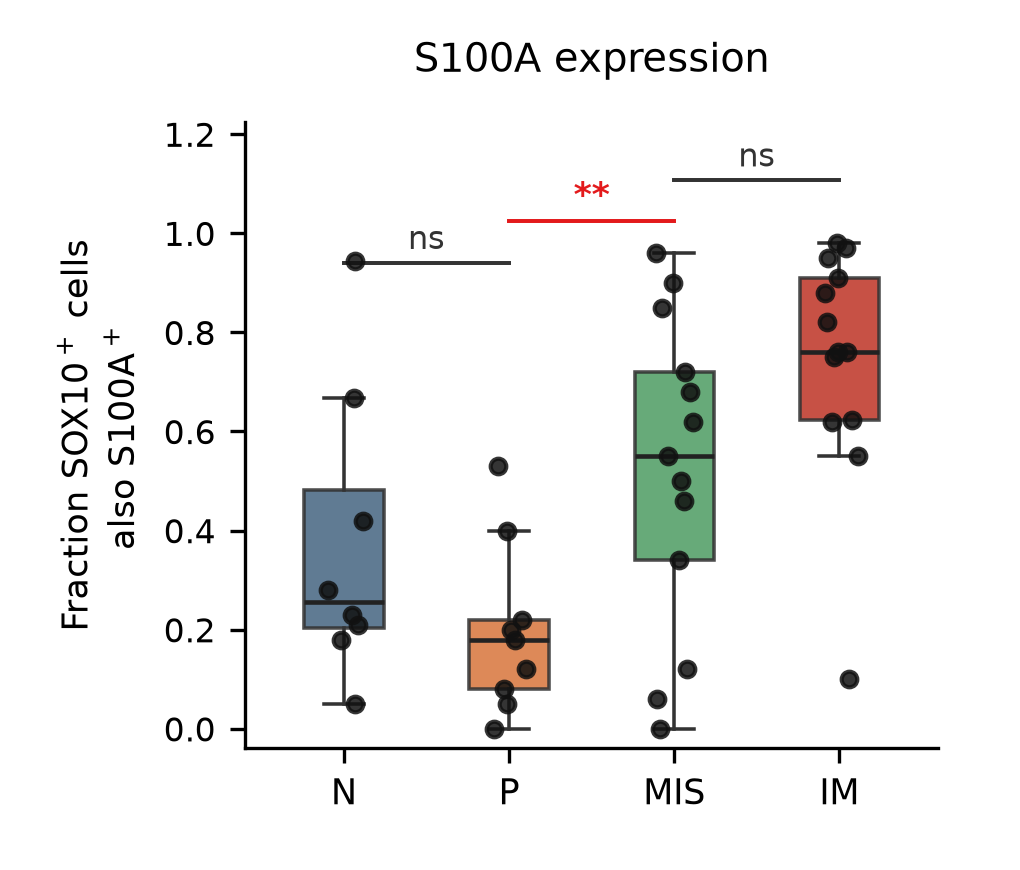 S100A expression
1.2
1.0
0.8
0.6
0.4
0.2
0.0
Fraction SOX10⁺ cells
also S100A⁺
ns
**
ns
N P MIS IM